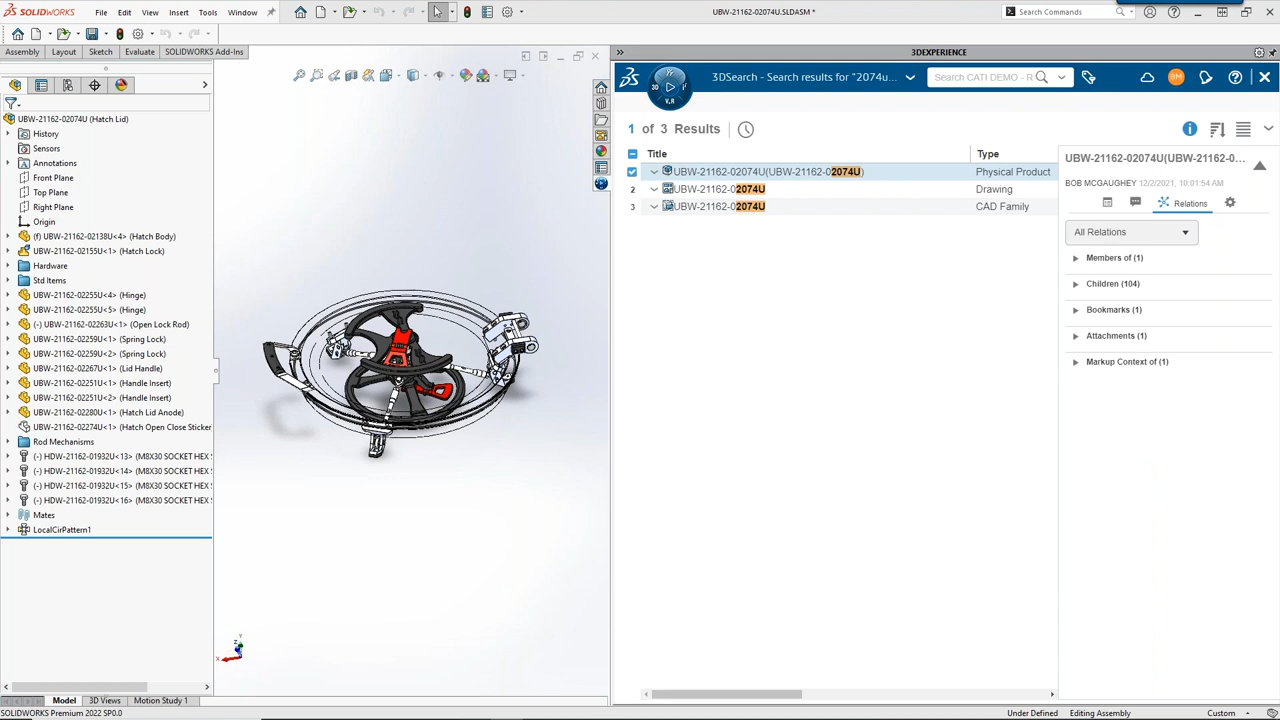 SOLIDWORKS File Edit View Insert Tools Window UBW-21162-02074U.SLDASM * Search Commands
Assembly Layout Sketch Evaluate SOLIDWORKS Add-Ins
UBW-21162-02074U (Hatch Lid)
History
Sensors
Annotations
Front Plane
Top Plane
Right Plane
Origin
(f) UBW-21162-02138U<4> (Hatch Body)
UBW-21162-02155U<1> (Hatch Lock)
Hardware
Std Items
UBW-21162-02255U<4> (Hinge)
UBW-21162-02255U<5> (Hinge)
(-) UBW-21162-02263U<1> (Open Lock Rod)
UBW-21162-02259U<1> (Spring Lock)
UBW-21162-02259U<2> (Spring Lock)
UBW-21162-02267U<1> (Lid Handle)
UBW-21162-02251U<1> (Handle Insert)
UBW-21162-02251U<2> (Handle Insert)
UBW-21162-02280U<1> (Hatch Lid Anode)
UBW-21162-02274U<1> (Hatch Open Close Sticker
Rod Mechanisms
(-) HDW-21162-01932U<13> (M8X30 SOCKET HEX S
(-) HDW-21162-01932U<14> (M8X30 SOCKET HEX S
(-) HDW-21162-01932U<15> (M8X30 SOCKET HEX S
(-) HDW-21162-01932U<16> (M8X30 SOCKET HEX S
Mates
LocalCirPattern1
Y
Z
X
3DEXPERIENCE
3D V.R
3DSearch - Search results for "2074u... Search CATI DEMO - R BM
1 of 3 Results
Title Type
UBW-21162-02074U(UBW-21162-02074U) Physical Product
2 UBW-21162-02074U Drawing
3 UBW-21162-02074U CAD Family
UBW-21162-02074U(UBW-21162-0...
BOB MCGAUGHEY 12/2/2021, 10:01:54 AM
Relations
All Relations
Members of (1)
Children (104)
Bookmarks (1)
Attachments (1)
Markup Context of (1)
Model 3D Views Motion Study 1
SOLIDWORKS Premium 2022 SP0.0 Under Defined Editing Assembly Custom